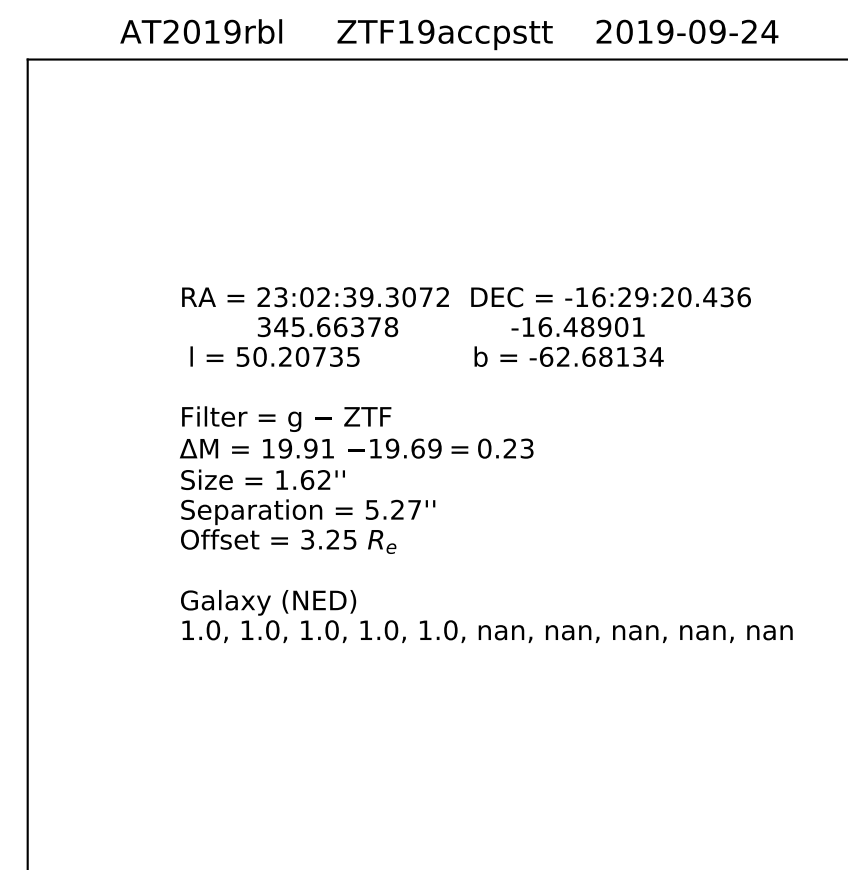 AT2019rbl ZTF19accpstt 2019-09-24
RA = 23:02:39.3072 DEC = -16:29:20.436
345.66378 -16.48901
l = 50.20735 b = -62.68134
Filter = g − ZTF
ΔM = 19.91 −19.69 = 0.23
Size = 1.62''
Separation = 5.27''
Offset = 3.25 Rₑ
Galaxy (NED)
1.0, 1.0, 1.0, 1.0, 1.0, nan, nan, nan, nan, nan